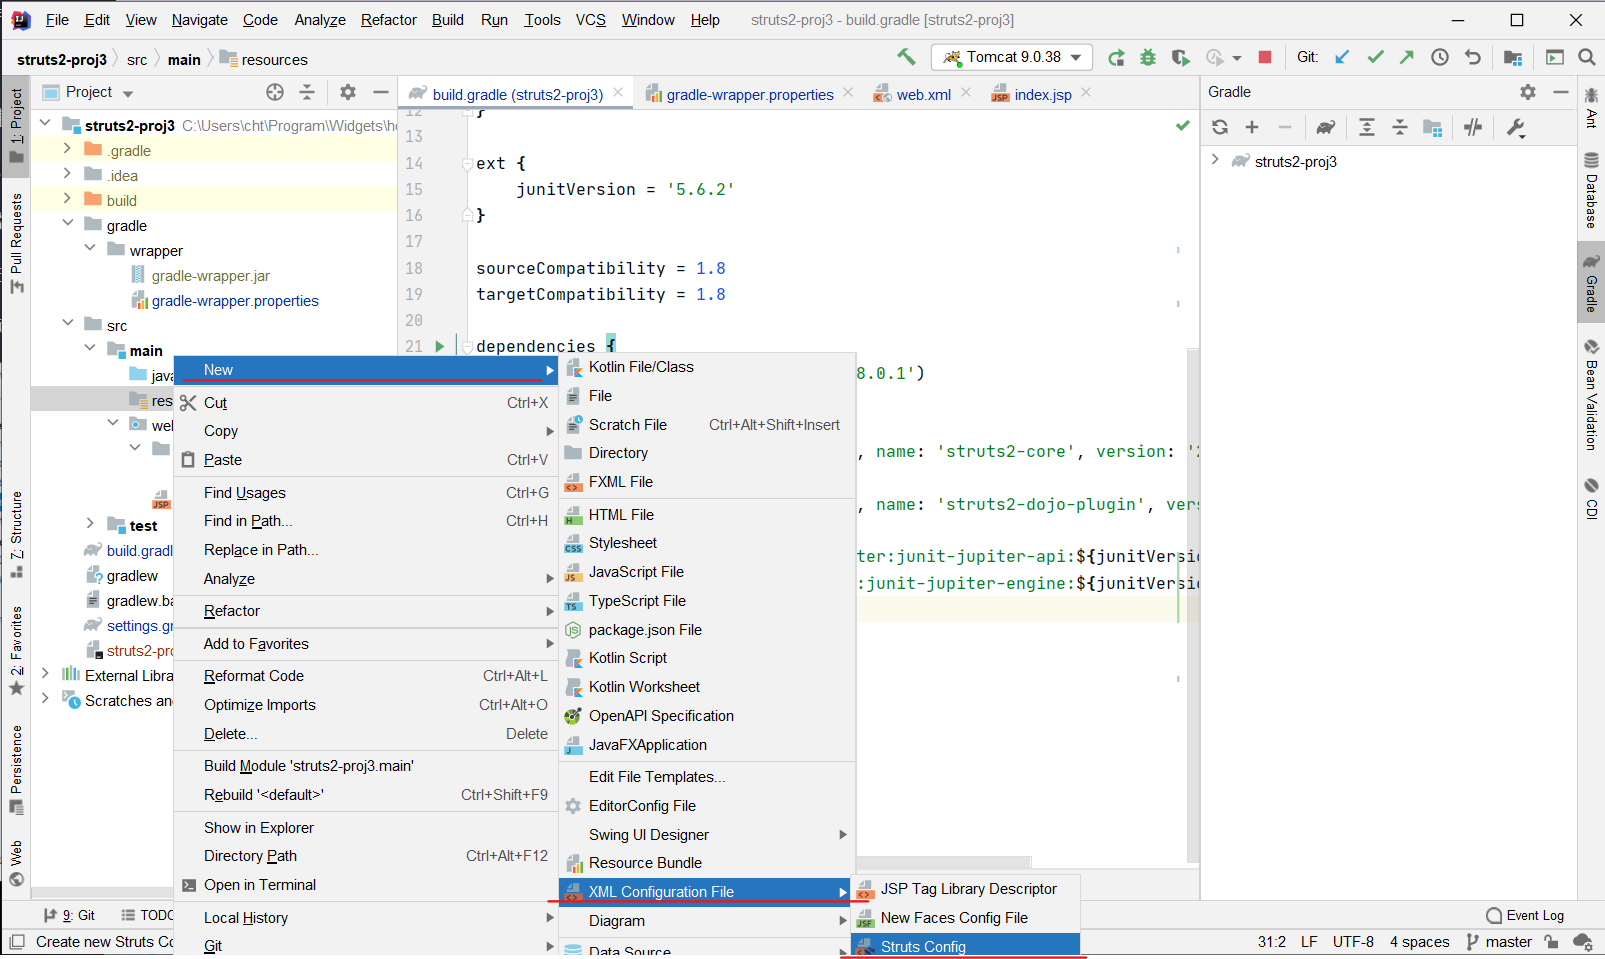 File Edit View Navigate Code Analyze Refactor Build Run Tools VCS Window Help struts2-proj3 - build.gradle [struts2-proj3]
struts2-proj3 src main resources
Tomcat 9.0.38 Git:
Project
build.gradle (struts2-proj3) gradle-wrapper.properties web.xml index.jsp
Gradle
1: Project
Pull Requests
7: Structure
2: Favorites
Persistence
Web
struts2-proj3 C:\Users\cht\Program\Widgets\
.gradle
.idea
build
gradle
wrapper
gradle-wrapper.jar
gradle-wrapper.properties
src
main
java
res
we
JSP
test
build.gradl
gradlew
gradlew.ba
settings.gr
struts2-pr
External Libra
Scratches an
12 }
13
14 ext {
15 junitVersion = '5.6.2'
16 }
17
18 sourceCompatibility = 1.8
19 targetCompatibility = 1.8
20
21 dependencies {
8.0.1')
, name: 'struts2-core', version: '2
, name: 'struts2-dojo-plugin', vers
ter:junit-jupiter-api:${junitVersio
:junit-jupiter-engine:${junitVersio
New
Cut Ctrl+X
Copy
Paste Ctrl+V
Find Usages Ctrl+G
Find in Path... Ctrl+H
Replace in Path...
Analyze
Refactor
Add to Favorites
Reformat Code Ctrl+Alt+L
Optimize Imports Ctrl+Alt+O
Delete... Delete
Build Module 'struts2-proj3.main'
Rebuild '<default>' Ctrl+Shift+F9
Show in Explorer
Directory Path Ctrl+Alt+F12
Open in Terminal
Local History
Git
Kotlin File/Class
File
Scratch File Ctrl+Alt+Shift+Insert
Directory
FXML File
HTML File
Stylesheet
JavaScript File
TypeScript File
package.json File
Kotlin Script
Kotlin Worksheet
OpenAPI Specification
JavaFXApplication
Edit File Templates...
EditorConfig File
Swing UI Designer
Resource Bundle
XML Configuration File
Diagram
Data Source
JSP Tag Library Descriptor
New Faces Config File
Struts Config
struts2-proj3
Ant
Database
Gradle
Bean Validation
CDI
9: Git TODO
Event Log
Create new Struts Co
31:2 LF UTF-8 4 spaces master